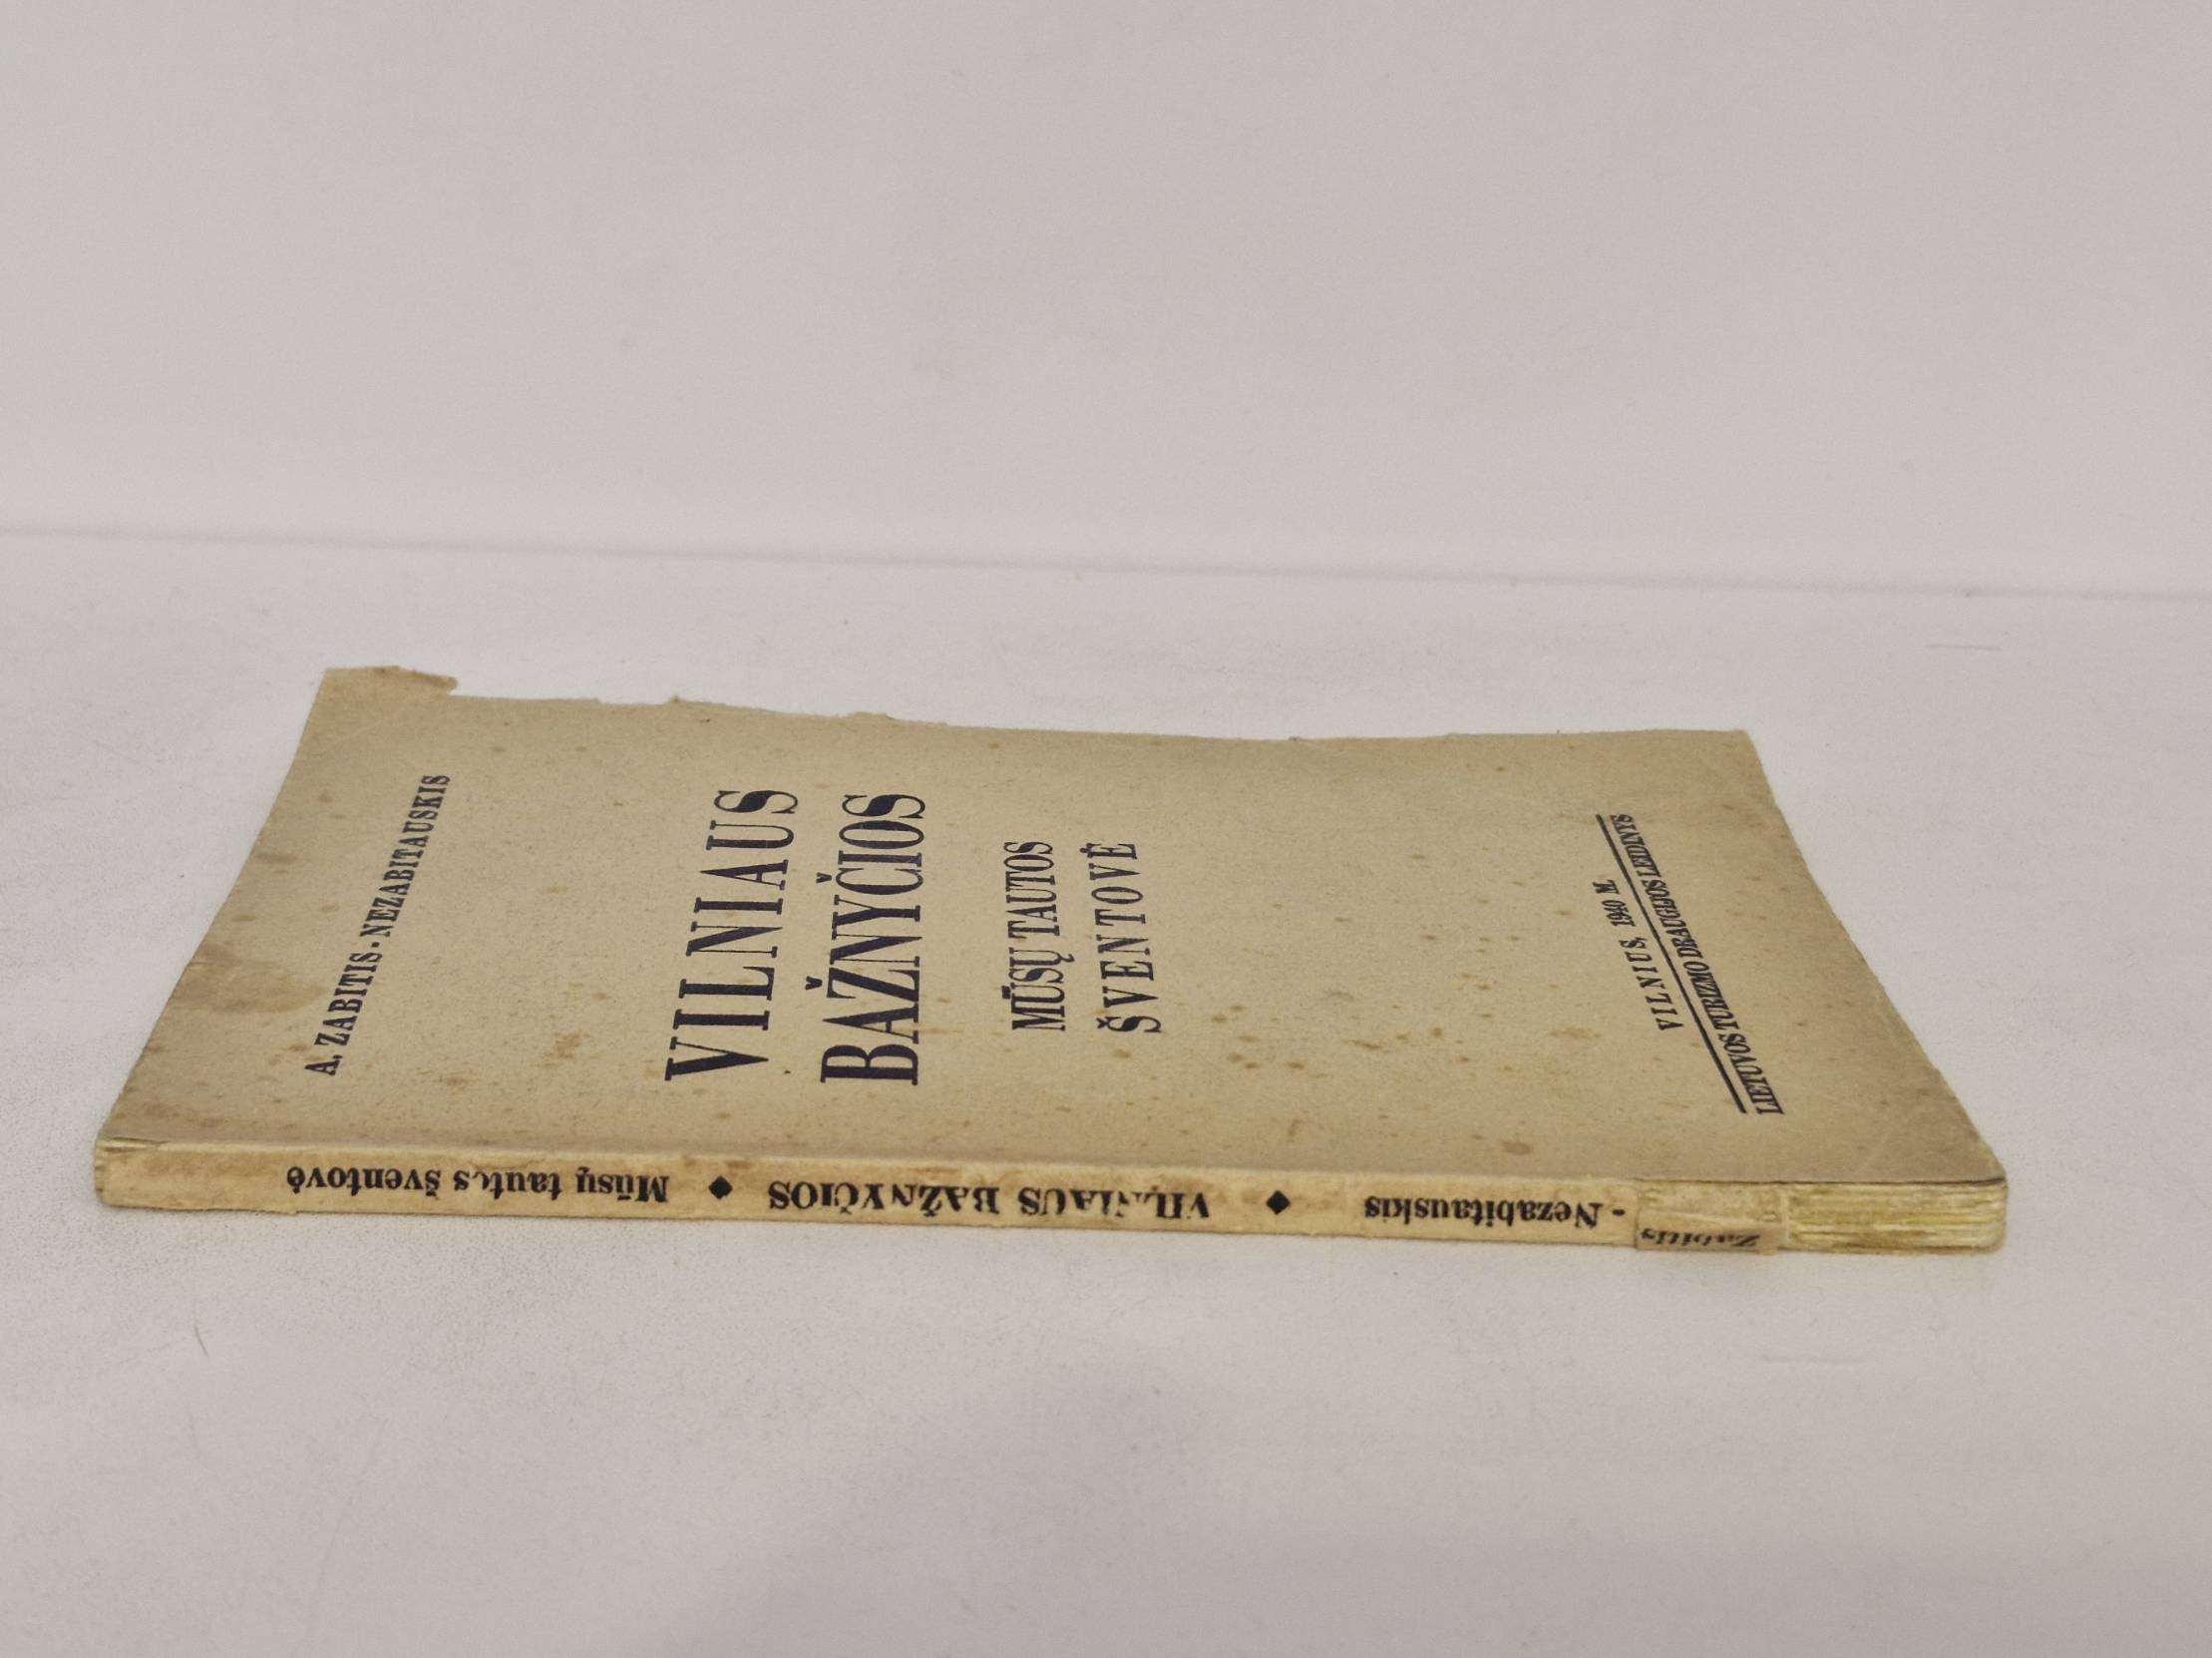 A. ZABITIS-NEZABITAUSKIS
VILNIAUS
BAŽNYČIOS
MŪSŲ TAUTOS
ŠVENTOVĖ
VILNIUS, 1940 M.
LIETUVOS TURIZMO DRAUGIJOS LEIDINYS
Zabitis - Nezabitauskis ◆ VILNIAUS BAŽNYČIOS ◆ Mūsų tautos šventovė